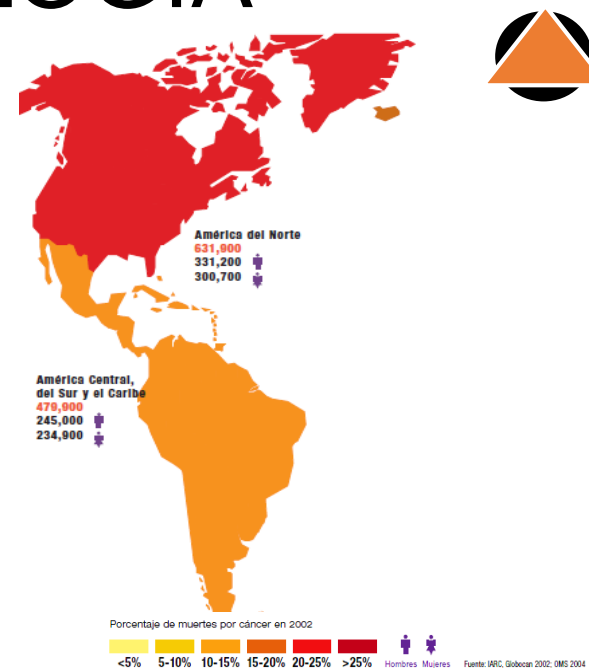 América del Norte
631,900
331,200
300,700
América Central,
del Sur y el Caribe
479,900
245,000
234,900
Porcentaje de muertes por cáncer en 2002
<5% 5-10% 10-15% 15-20% 20-25% >25% Hombres Mujeres Fuente: IARC, Globocan 2002; OMS 2004